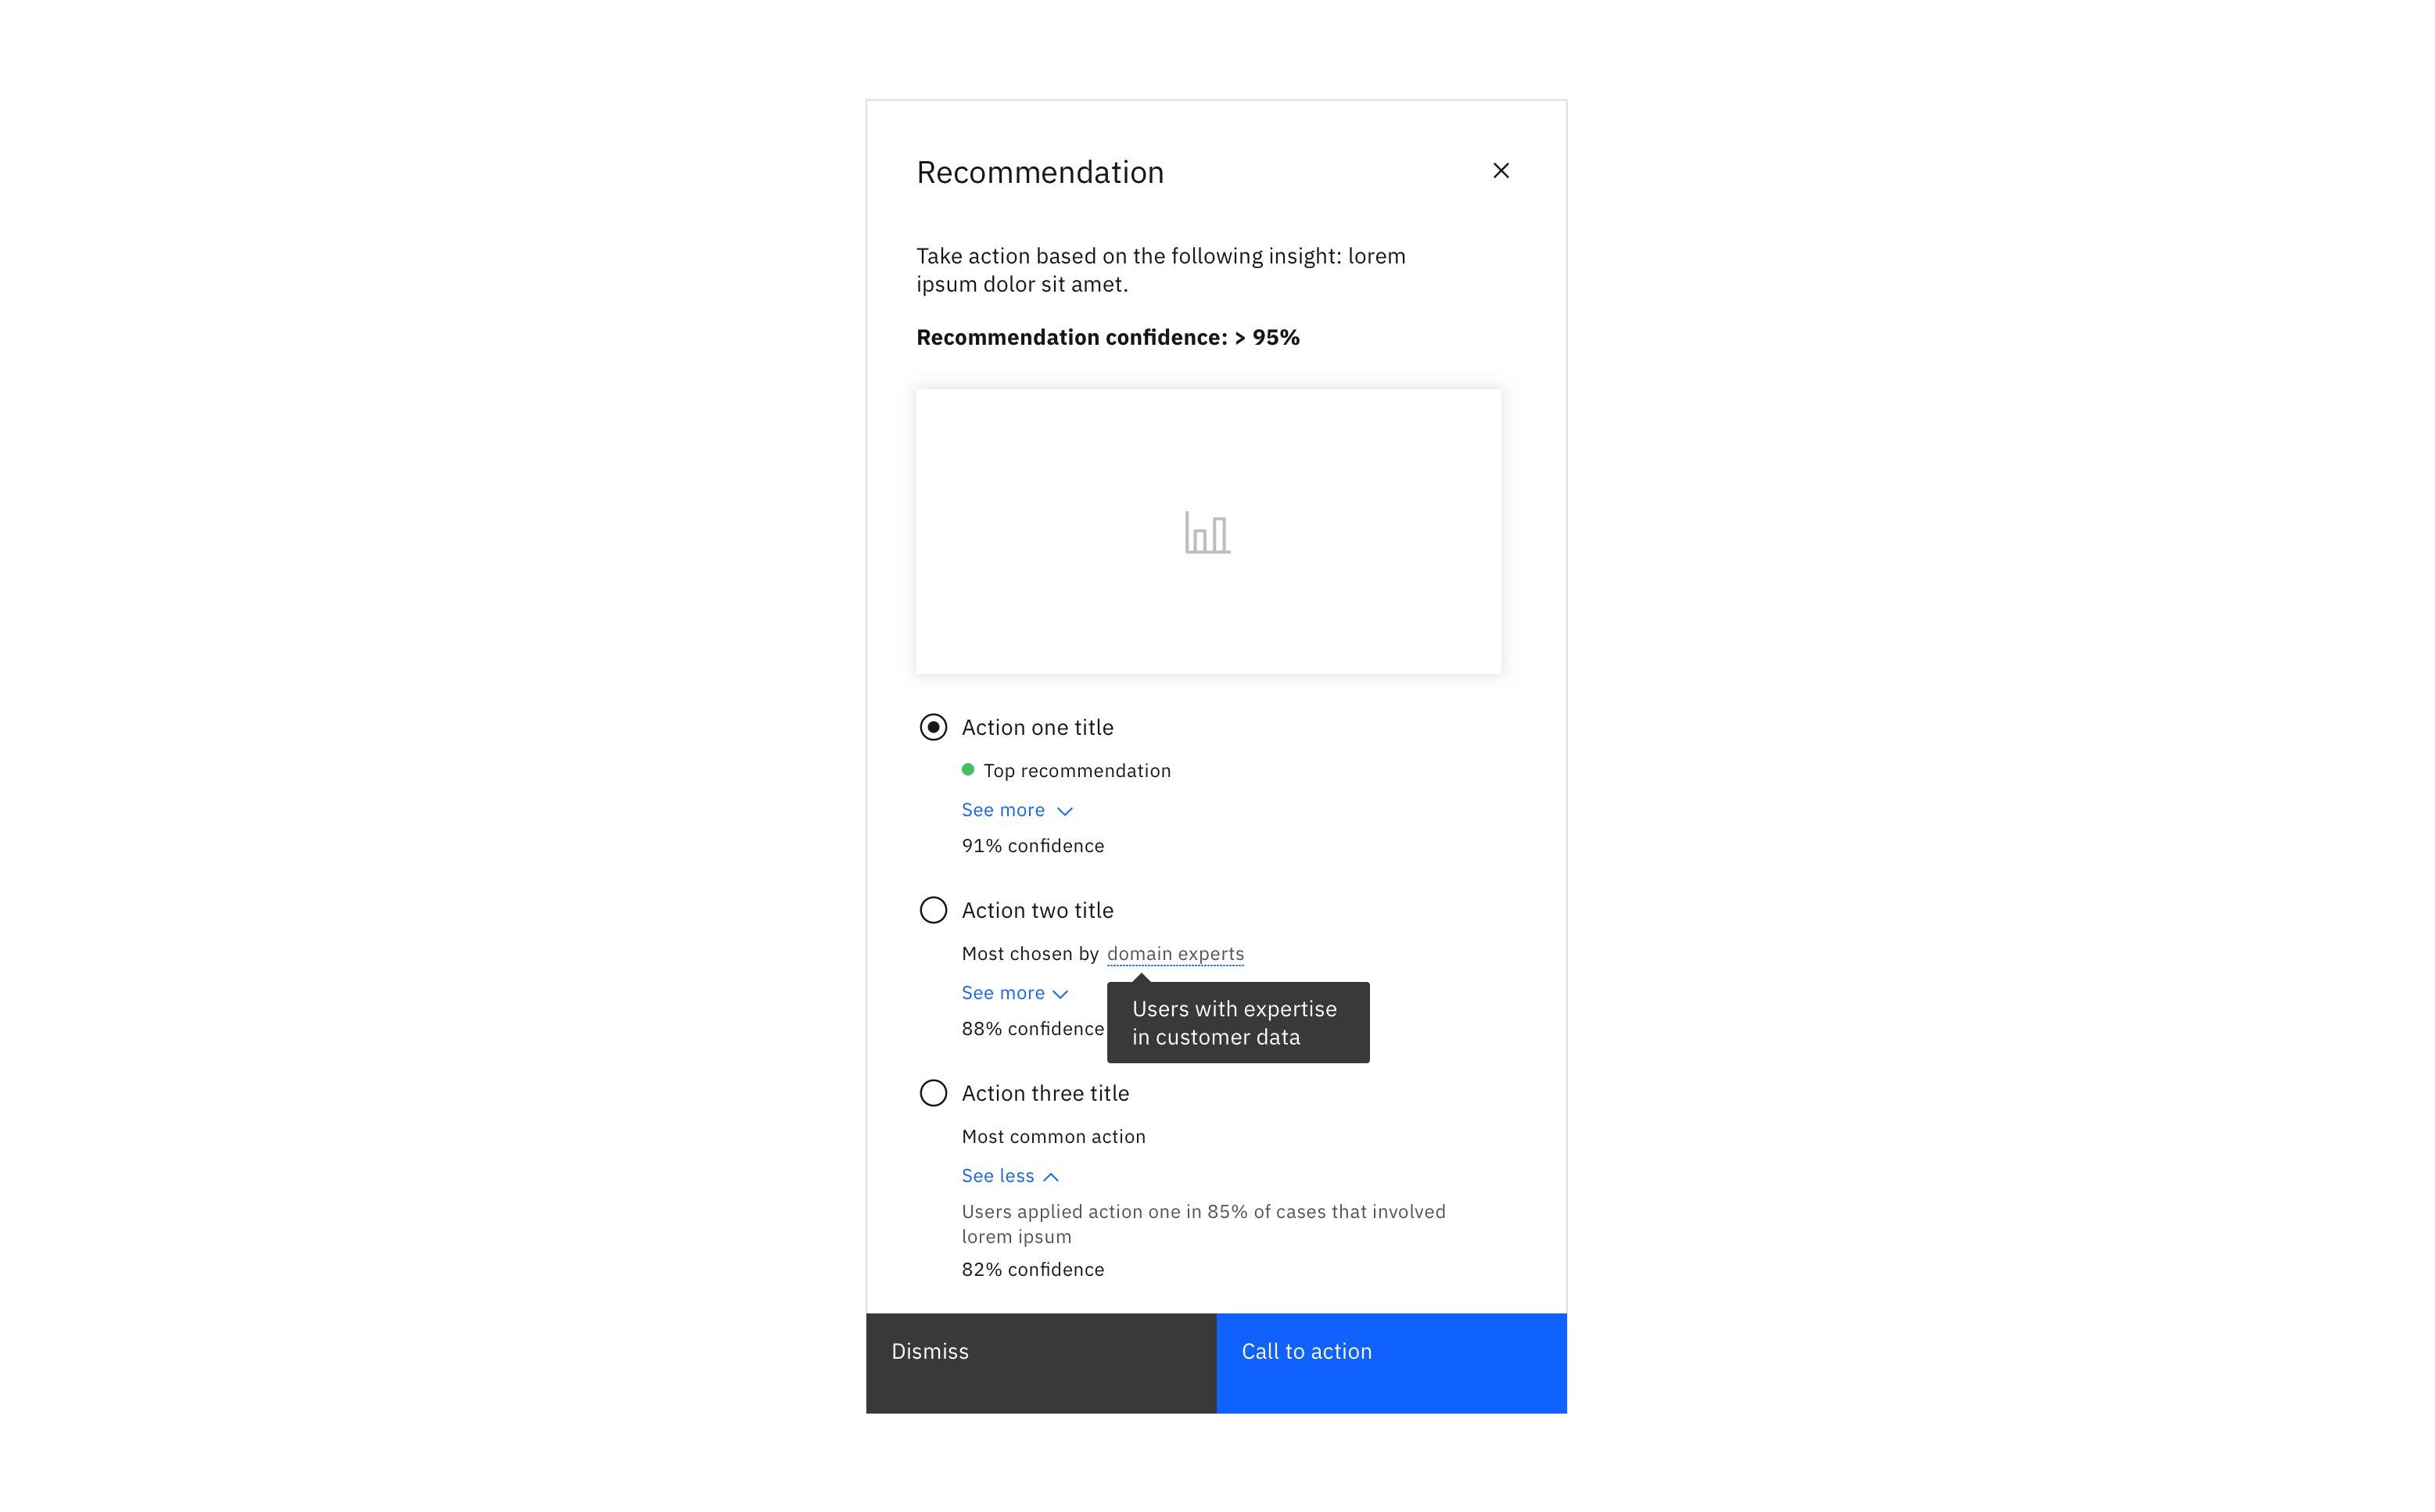 Recommendation
Take action based on the following insight: lorem
ipsum dolor sit amet.
Recommendation confidence: > 95%
Action one title
Top recommendation
See more
91% confidence
Action two title
Most chosen by domain experts
Users with expertise
in customer data
See more
88% confidence
Action three title
Most common action
See less
Users applied action one in 85% of cases that involved
lorem ipsum
82% confidence
Dismiss
Call to action